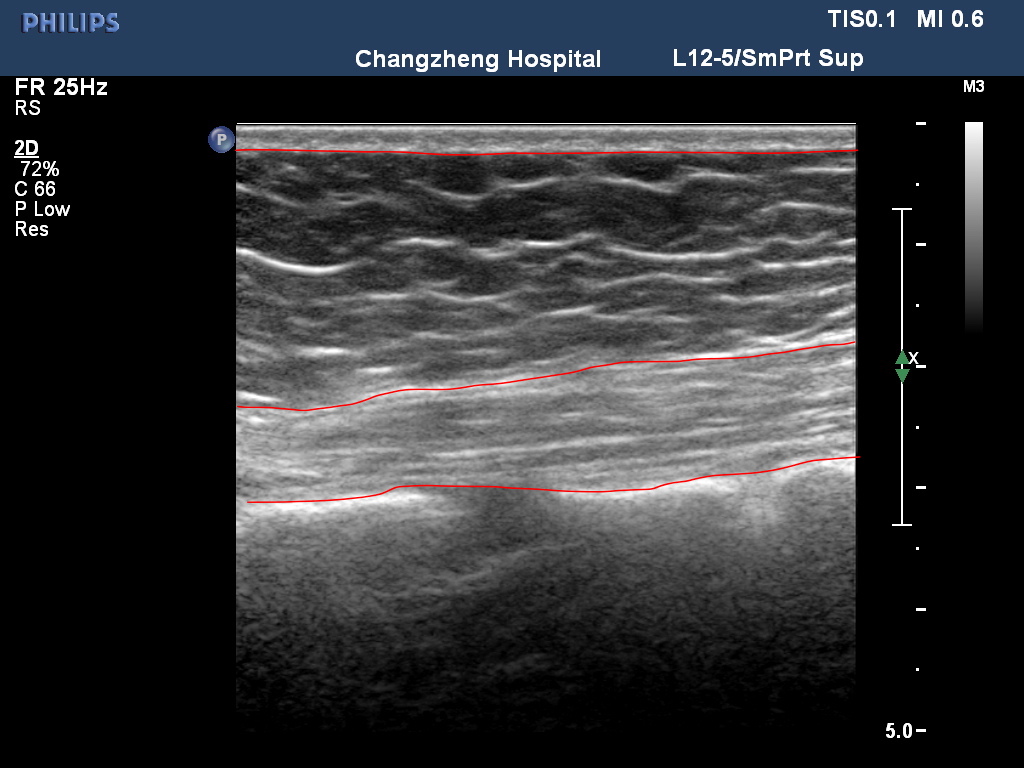 PHILIPS
TIS0.1 MI 0.6
Changzheng Hospital L12-5/SmPrt Sup
FR 25Hz
RS
M3
P
2D
72%
C 66
P Low
Res
X
5.0